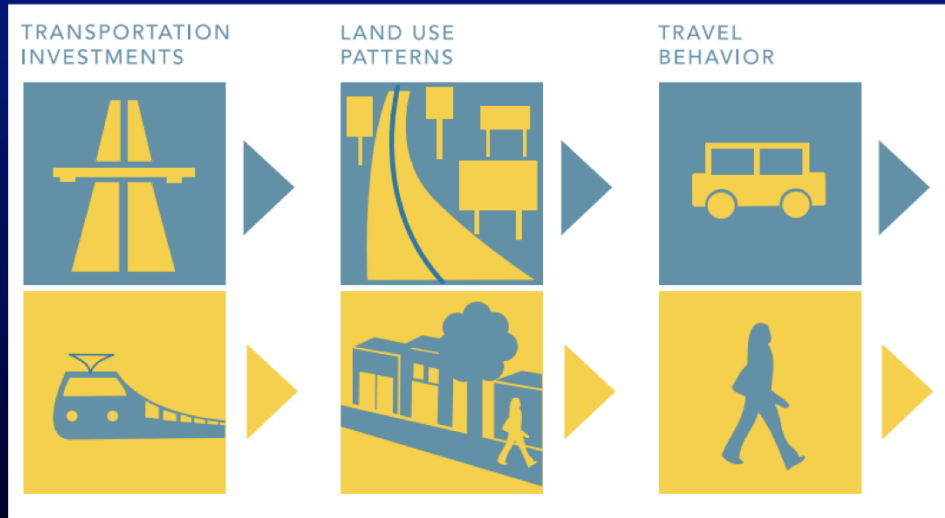 TRANSPORTATION
INVESTMENTS
LAND USE
PATTERNS
TRAVEL
BEHAVIOR